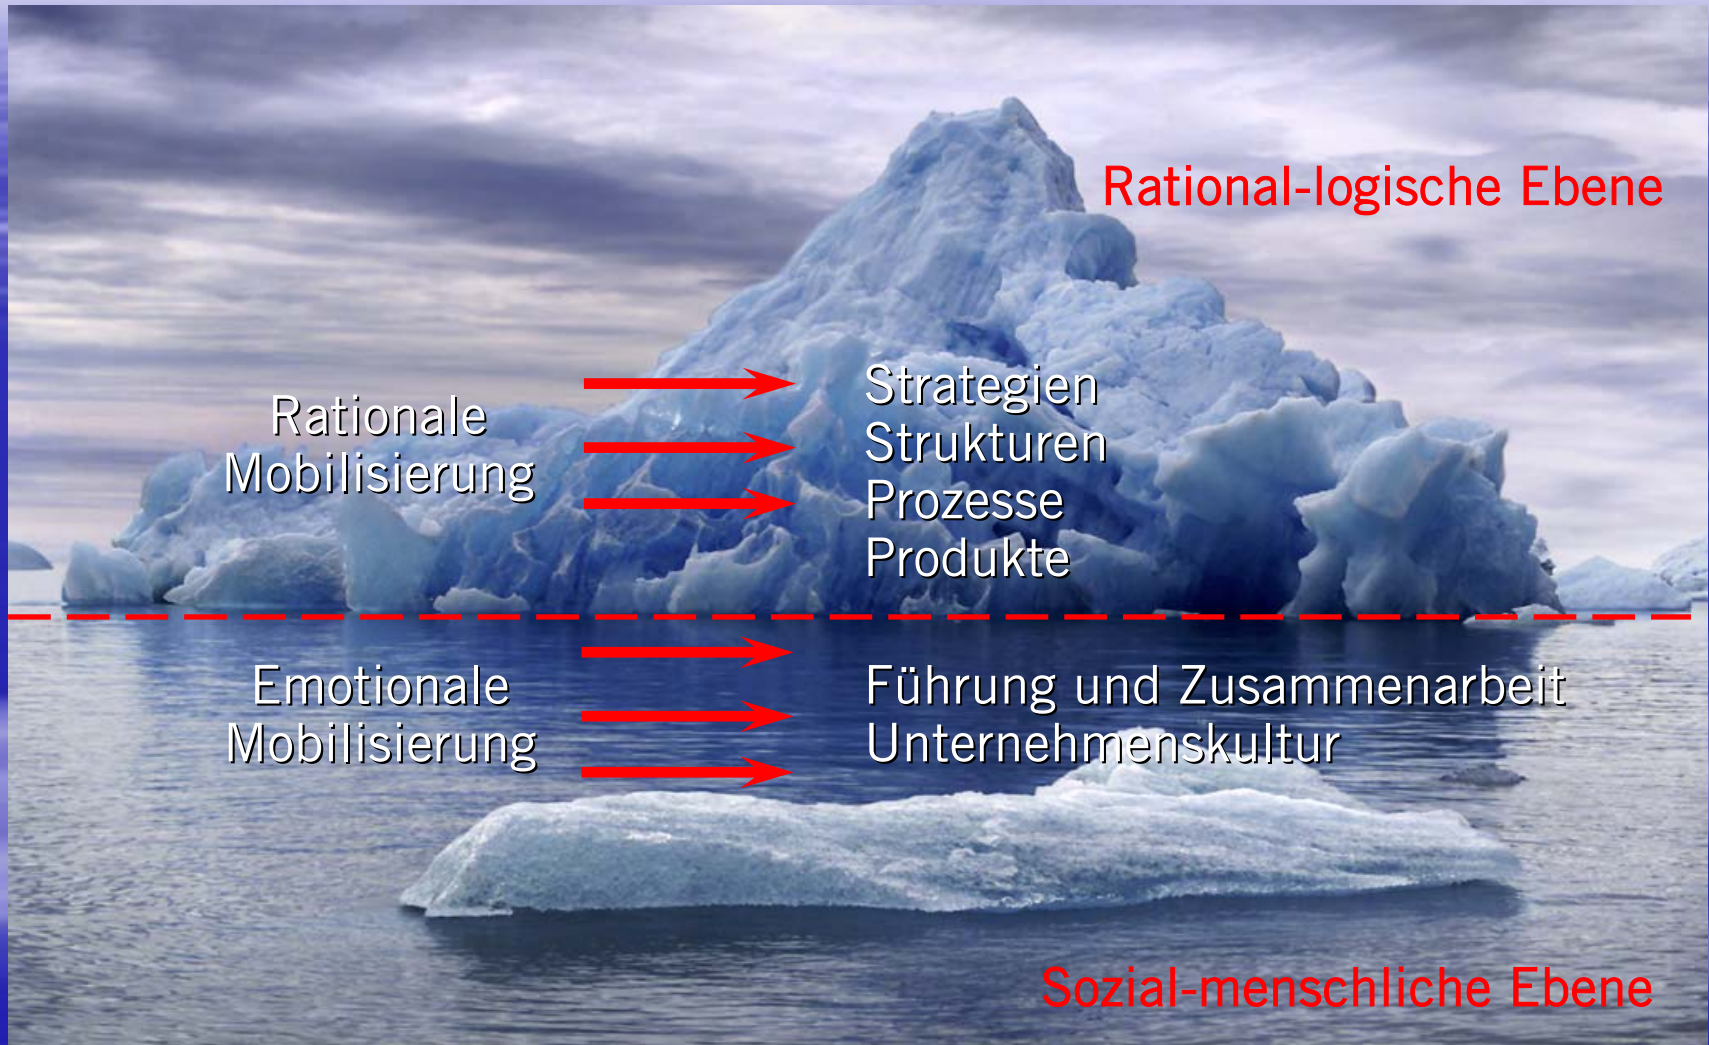 Rational-logische Ebene
Rationale
Mobilisierung
Strategien
Strukturen
Prozesse
Produkte
Emotionale
Mobilisierung
Führung und Zusammenarbeit
Unternehmenskultur
Sozial-menschliche Ebene